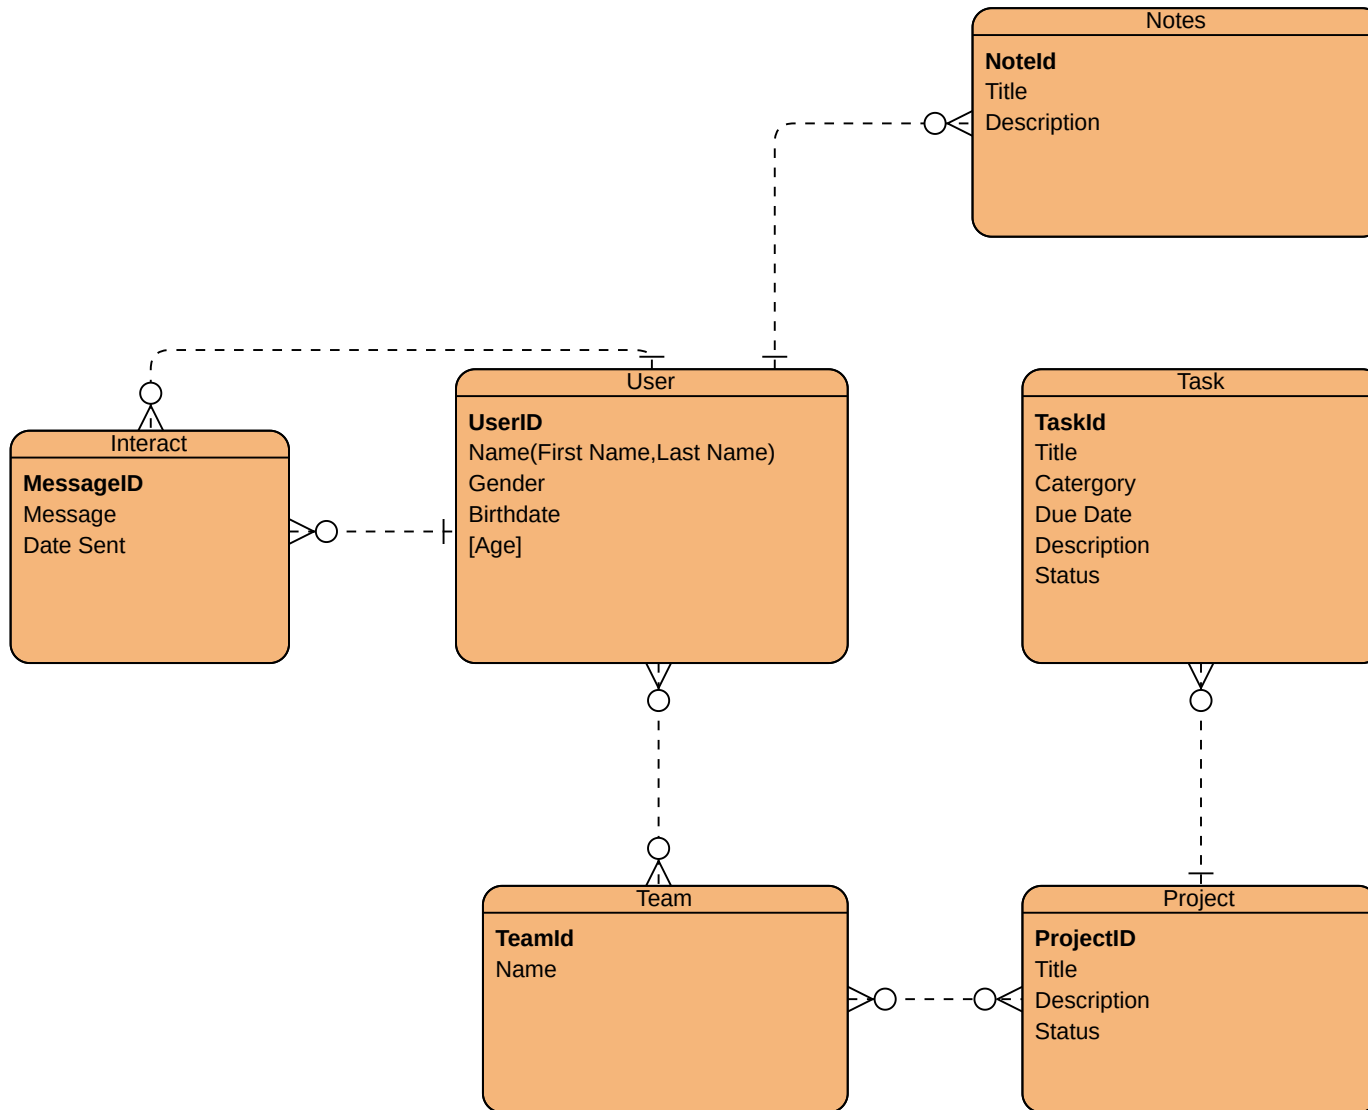 Notes
NoteId
Title
Description
User
UserID
Name(First Name,Last Name)
Gender
Birthdate
[Age]
Task
TaskId
Title
Catergory
Due Date
Description
Status
Interact
MessageID
Message
Date Sent
Team
TeamId
Name
Project
ProjectID
Title
Description
Status